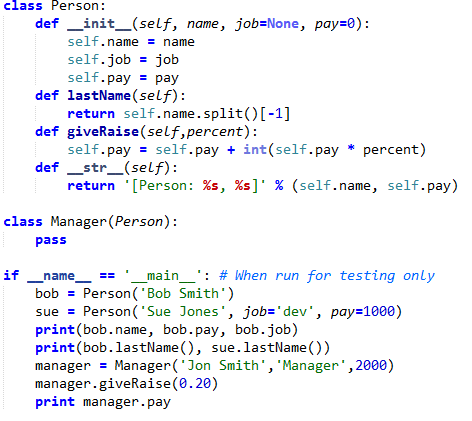 class Person:
    def __init__(self, name, job=None, pay=0):
        self.name = name
        self.job = job
        self.pay = pay
    def lastName(self):
        return self.name.split()[-1]
    def giveRaise(self,percent):
        self.pay = self.pay + int(self.pay * percent)
    def __str__(self):
        return '[Person: %s, %s]' % (self.name, self.pay)

class Manager(Person):
    pass

if __name__ == '__main__': # When run for testing only
    bob = Person('Bob Smith')
    sue = Person('Sue Jones', job='dev', pay=1000)
    print(bob.name, bob.pay, bob.job)
    print(bob.lastName(), sue.lastName())
    manager = Manager('Jon Smith','Manager',2000)
    manager.giveRaise(0.20)
    print manager.pay